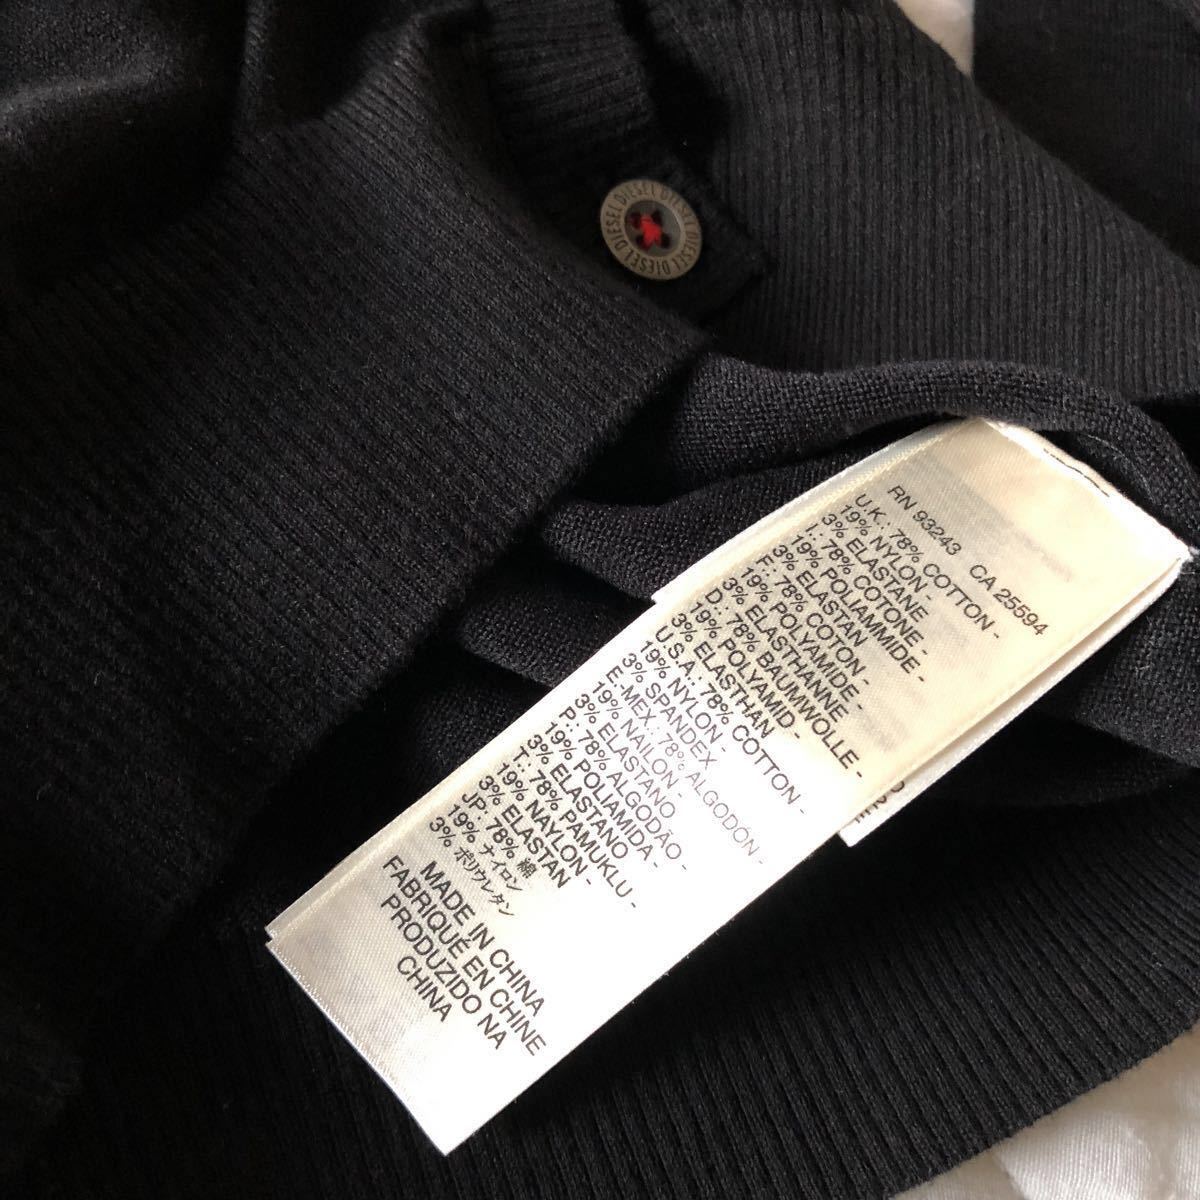 DIESEL DIESEL DIESEL DIESEL
RN 93243 CA 25594
U.K.: 78% COTTON -
19% NYLON -
3% ELASTANE
I.: 78% COTONE -
19% POLIAMMIDE -
3% ELASTAN
F.: 78% COTON -
19% POLYAMIDE -
3% ELASTHANNE
D.: 78% BAUMWOLLE -
19% POLYAMID -
3% ELASTHAN
U.S.A.: 78% COTTON -
19% NYLON -
3% SPANDEX
E-MEX.: 78% ALGODÓN -
19% NAILON -
3% ELASTANO
P.: 78% ALGODÃO -
19% POLIAMIDA -
3% ELASTANO
T.: 78% PAMUKLU -
19% NAYLON -
3% ELASTAN
JP: 78% 綿
19% ナイロン
3% ポリウレタン
MADE IN CHINA
FABRIQUÉ EN CHINE
PRODUZIDO NA
CHINA